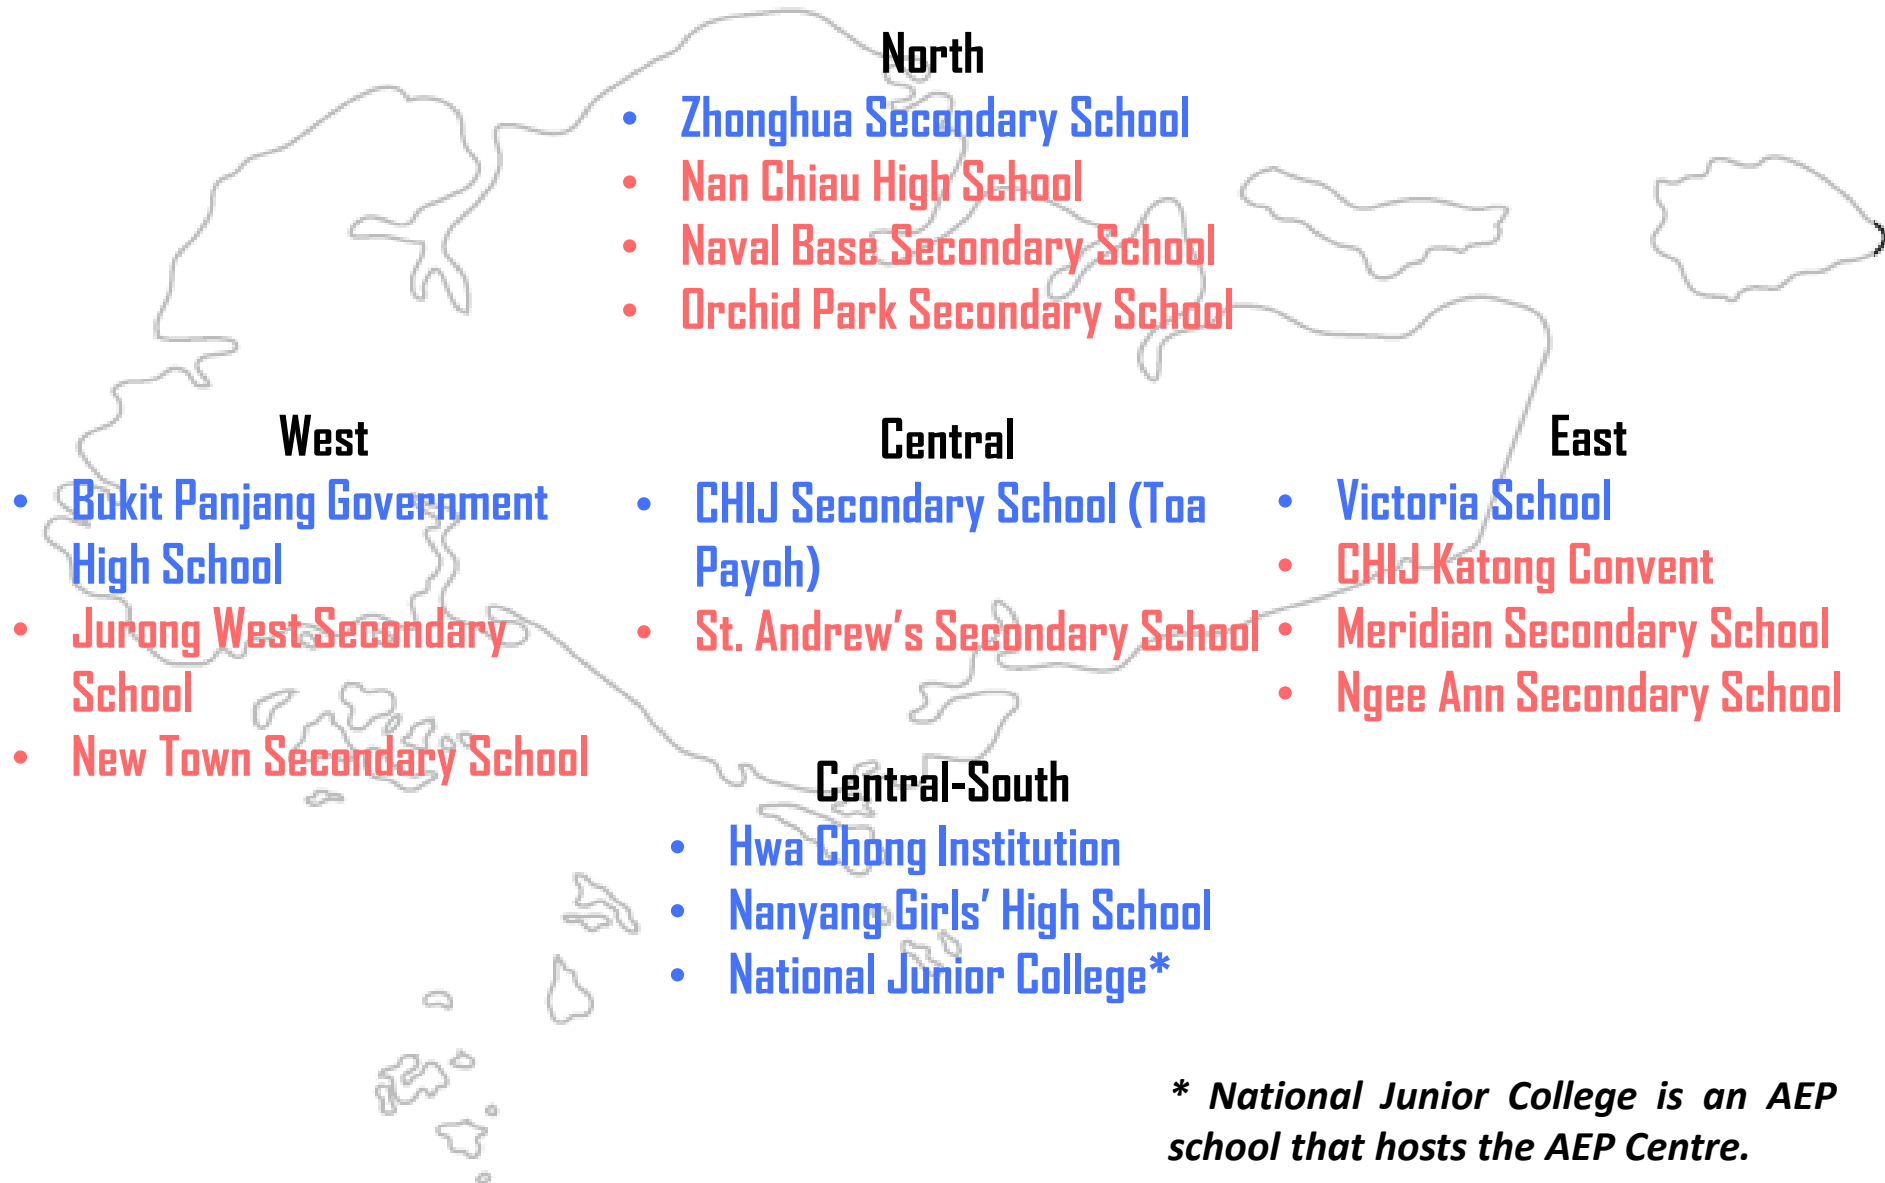 North
• Zhonghua Secondary School
• Nan Chiau High School
• Naval Base Secondary School
• Orchid Park Secondary School
West
• Bukit Panjang Government
High School
• Jurong West Secondary
School
• New Town Secondary School
Central
• CHIJ Secondary School (Toa
Payoh)
• St. Andrew’s Secondary School
East
• Victoria School
• CHIJ Katong Convent
• Meridian Secondary School
• Ngee Ann Secondary School
Central-South
• Hwa Chong Institution
• Nanyang Girls’ High School
• National Junior College*
* National Junior College is an AEP
school that hosts the AEP Centre.